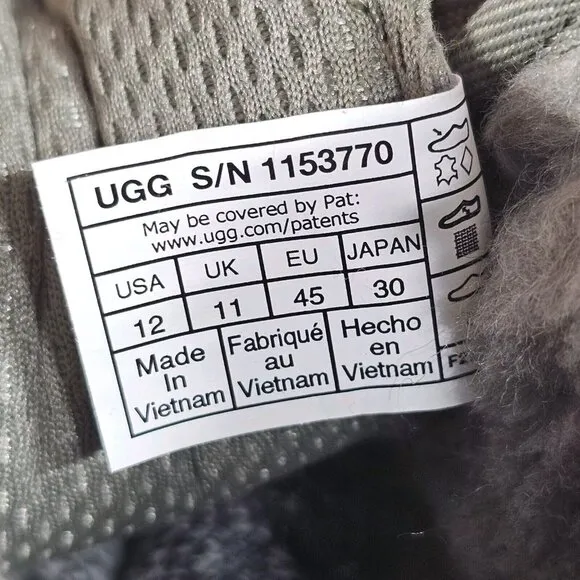 UGG S/N 1153770
May be covered by Pat:
www.ugg.com/patents
USA UK EU JAPAN
12 11 45 30
Made In Vietnam
Fabriqué au Vietnam
Hecho en Vietnam